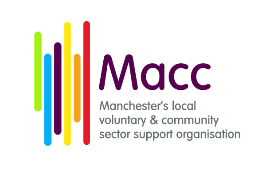 Macc
Manchester's local
voluntary & community
sector support organisation